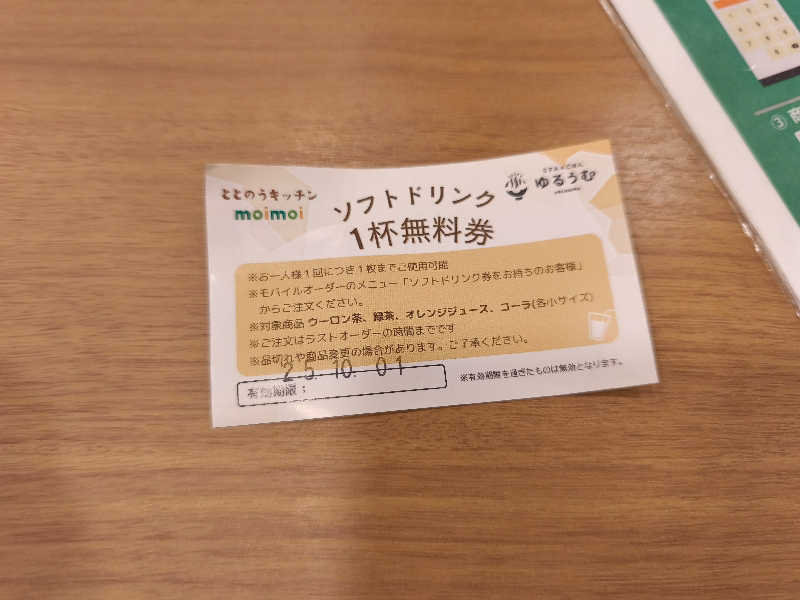 ととのうキッチン
moimoi
ソフトドリンク
1杯無料券
ゆるうむ
※お一人様1回につき1枚までご使用可能
※モバイルオーダーのメニュー「ソフトドリンク券をお持ちのお客様」
からご注文ください。
※対象商品 ウーロン茶、緑茶、オレンジジュース、コーラ(各小サイズ)
※ご注文はラストオーダーの時間までです
※品切れや商品変更の場合があります。ご了承ください。
25.10.01
有効期限：
※有効期限を過ぎたものは無効となります。
③ 商